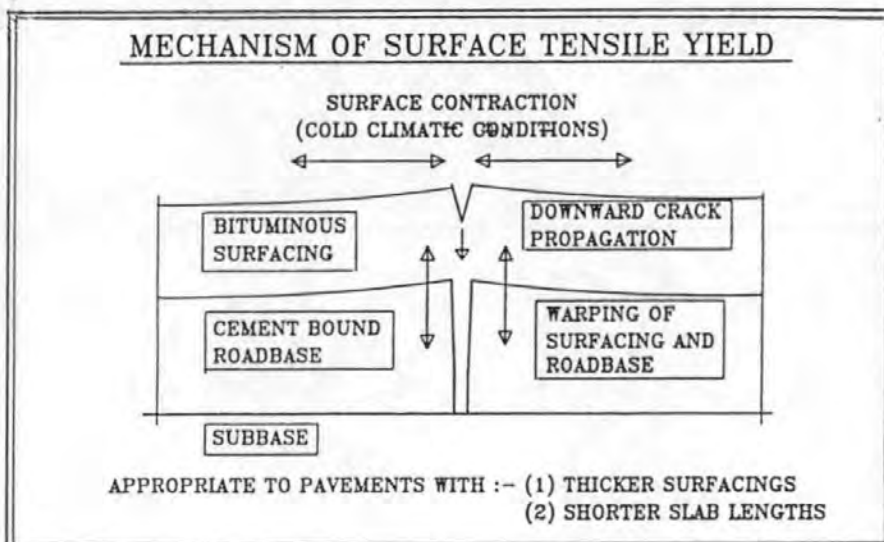 MECHANISM OF SURFACE TENSILE YIELD
SURFACE CONTRACTION
(COLD CLIMATIC CONDITIONS)
BITUMINOUS
SURFACING
DOWNWARD CRACK
PROPAGATION
CEMENT BOUND
ROADBASE
WARPING OF
SURFACING AND
ROADBASE
SUBBASE
APPROPRIATE TO PAVEMENTS WITH :- (1) THICKER SURFACINGS
(2) SHORTER SLAB LENGTHS